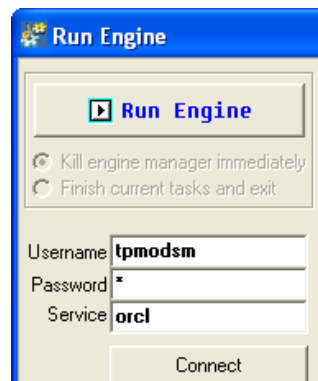 Run Engine
Run Engine
Kill engine manager immediately
Finish current tasks and exit
Username tpmodsm
Password *
Service orcl
Connect